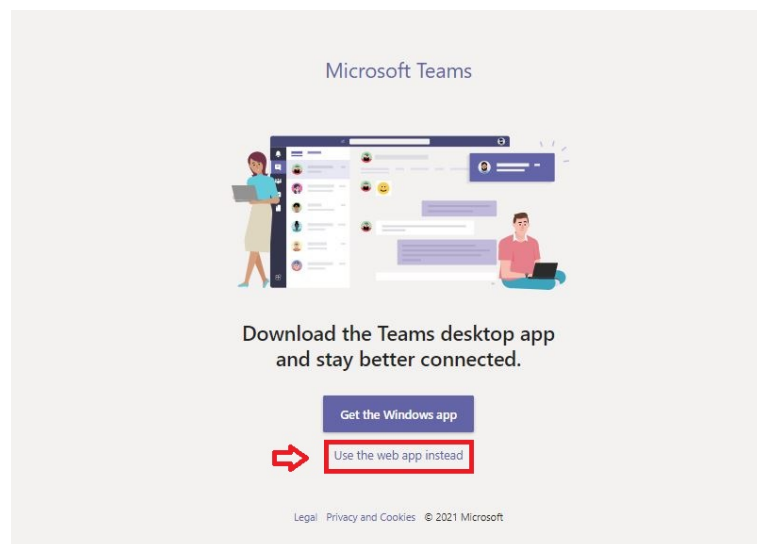 Microsoft Teams
Download the Teams desktop app
and stay better connected.
Get the Windows app
Use the web app instead
Legal Privacy and Cookies © 2021 Microsoft